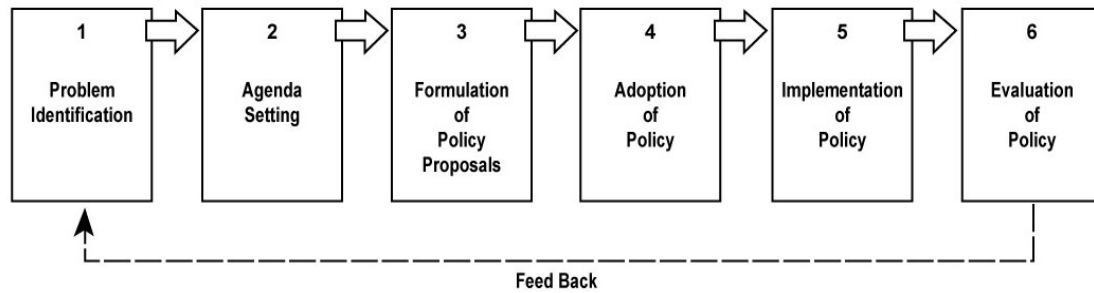 1
Problem
Identification
2
Agenda
Setting
3
Formulation
of
Policy
Proposals
4
Adoption
of
Policy
5
Implementation
of
Policy
6
Evaluation
of
Policy
Feed Back